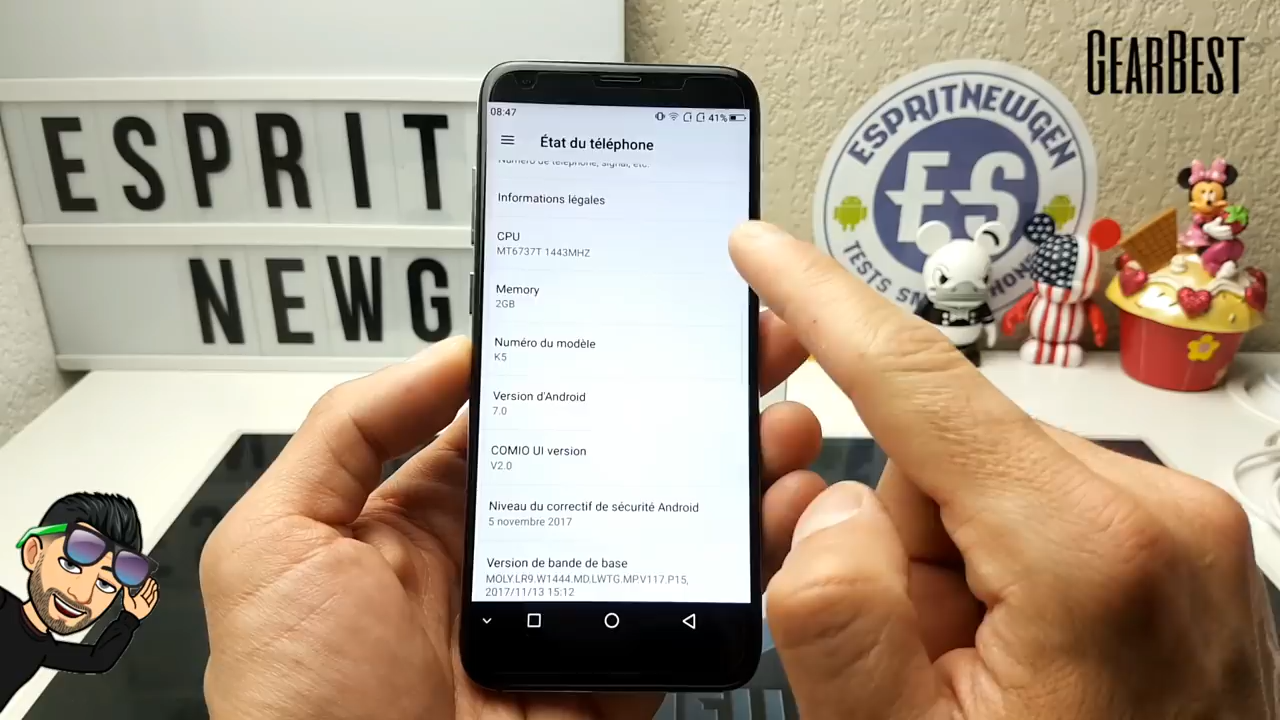 GEARBEST
ESPRIT
NEWG
ESPRITNEWGEN
ES
TESTS
08:47
41%
État du téléphone
Numéro de téléphone, signal, etc.
Informations légales
CPU
MT6737T 1443MHZ
Memory
2GB
Numéro du modèle
K5
Version d'Android
7.0
COMIO UI version
V2.0
Niveau du correctif de sécurité Android
5 novembre 2017
Version de bande de base
MOLY.LR9.W1444.MD.LWTG.MP.V117.P15,
2017/11/13 15:12